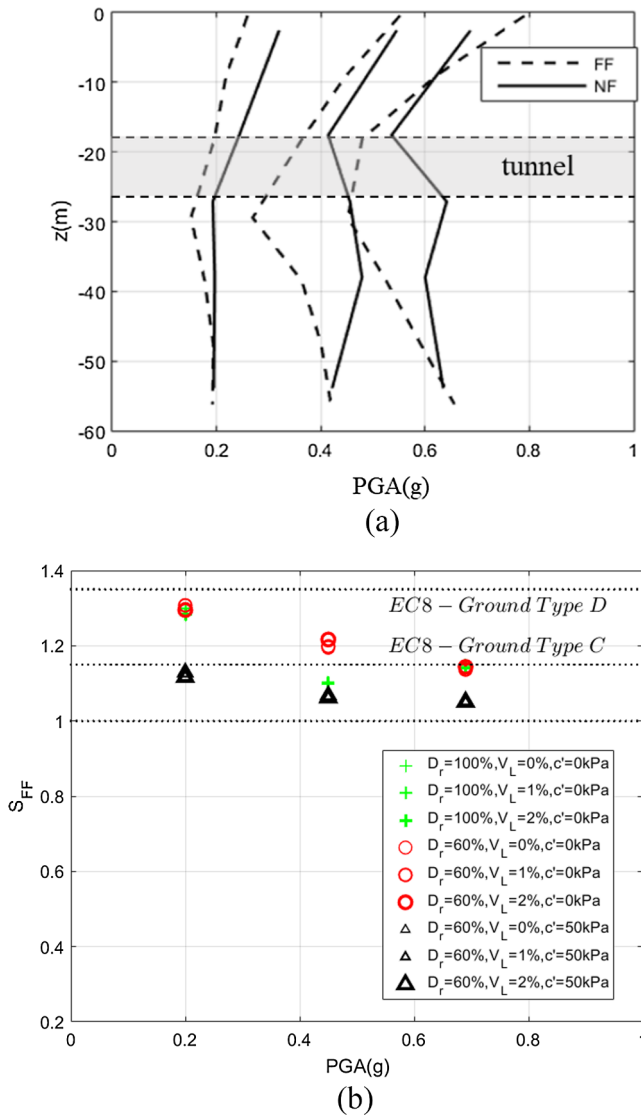 0
-10
-20
-30
-40
-50
-60
z(m)
FF
NF
tunnel
0 0.2 0.4 0.6 0.8 1
PGA(g)
(a)
1.4
1.2
1
0.8
0.6
0.4
0.2
S_FF
EC8 - Ground Type D
EC8 - Ground Type C
D_r=100%,V_L=0%,c'=0kPa
D_r=100%,V_L=1%,c'=0kPa
D_r=100%,V_L=2%,c'=0kPa
D_r=60%,V_L=0%,c'=0kPa
D_r=60%,V_L=1%,c'=0kPa
D_r=60%,V_L=2%,c'=0kPa
D_r=60%,V_L=0%,c'=50kPa
D_r=60%,V_L=1%,c'=50kPa
D_r=60%,V_L=2%,c'=50kPa
0 0.2 0.4 0.6 0.8 1
PGA(g)
(b)